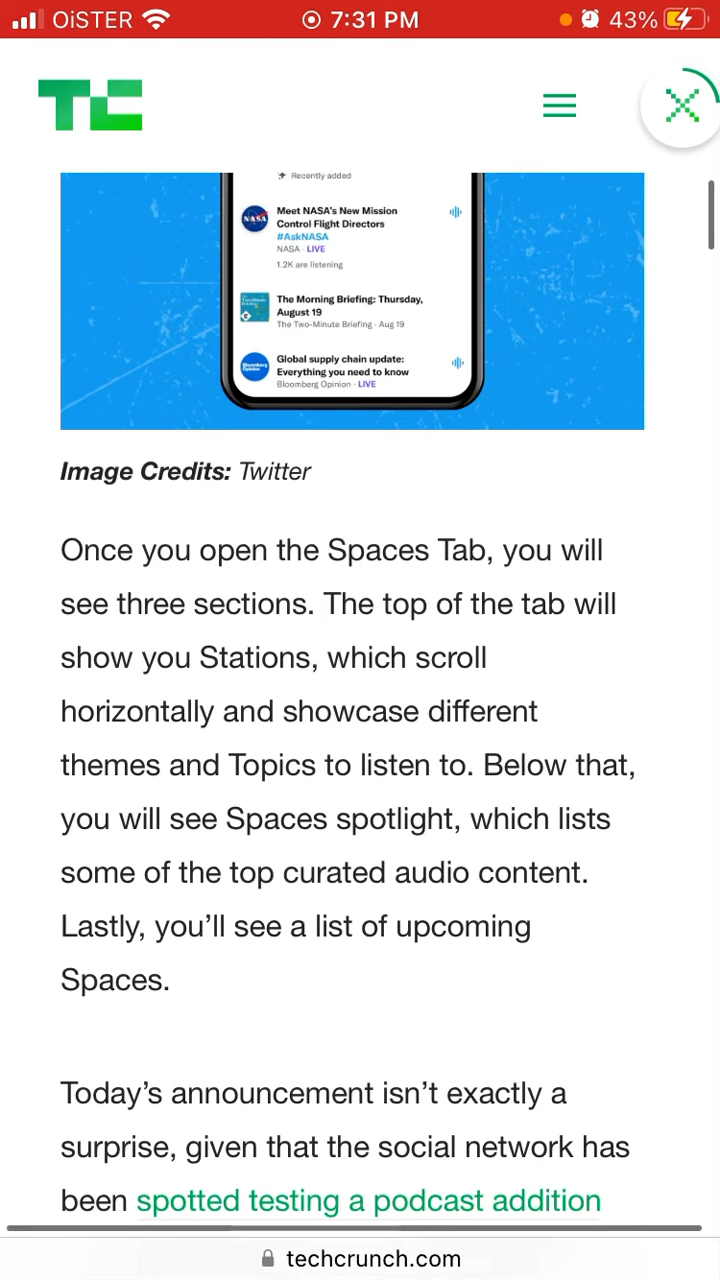 OiSTER 7:31 PM 43%
TC
Recently added
Meet NASA's New Mission
Control Flight Directors
#AskNASA
NASA · LIVE
1.2K are listening
NASA
The Morning Briefing: Thursday,
August 19
The Two-Minute Briefing · Aug 19
Global supply chain update:
Everything you need to know
Bloomberg Opinion · LIVE
Bloomberg
Opinion
Image Credits: Twitter
Once you open the Spaces Tab, you will
see three sections. The top of the tab will
show you Stations, which scroll
horizontally and showcase different
themes and Topics to listen to. Below that,
you will see Spaces spotlight, which lists
some of the top curated audio content.
Lastly, you’ll see a list of upcoming
Spaces.
Today’s announcement isn’t exactly a
surprise, given that the social network has
been spotted testing a podcast addition
techcrunch.com